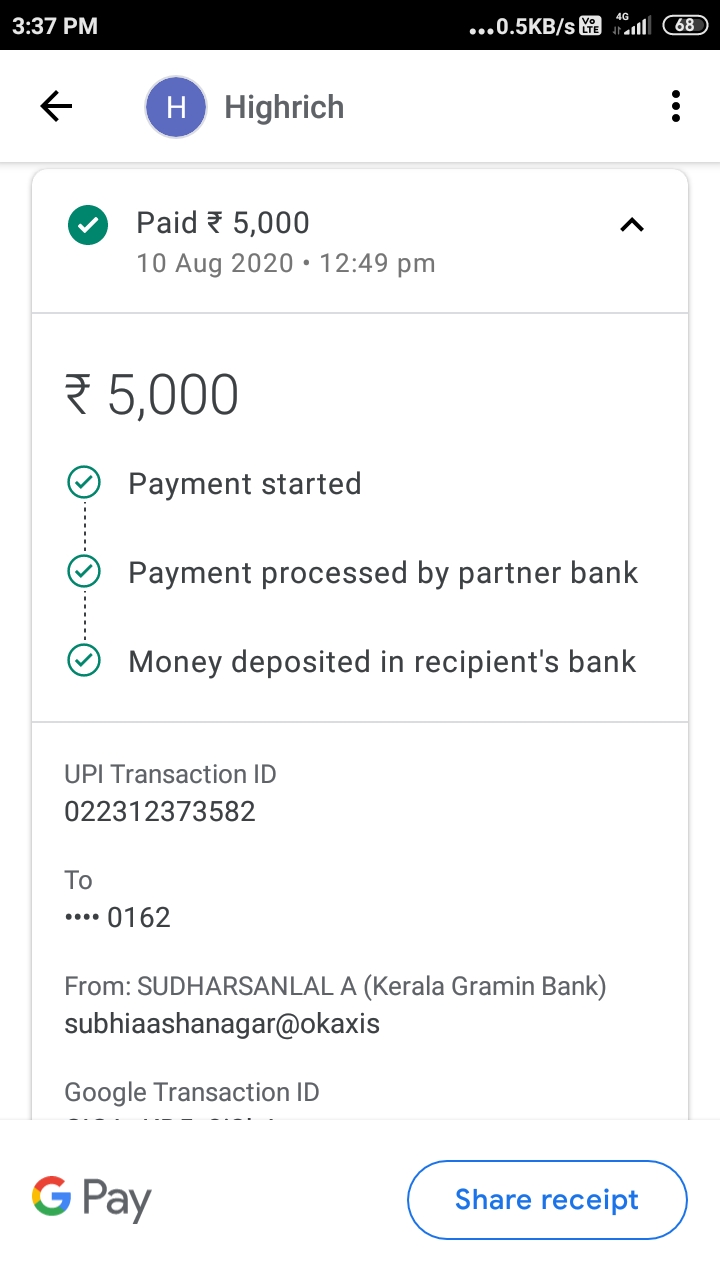 3:37 PM
...0.5KB/s Vo LTE 4G 68
H Highrich
Paid ₹ 5,000
10 Aug 2020 • 12:49 pm
₹ 5,000
Payment started
Payment processed by partner bank
Money deposited in recipient's bank
UPI Transaction ID
022312373582
To
•••• 0162
From: SUDHARSANLAL A (Kerala Gramin Bank)
subhiaashanagar@okaxis
Google Transaction ID
G Pay
Share receipt